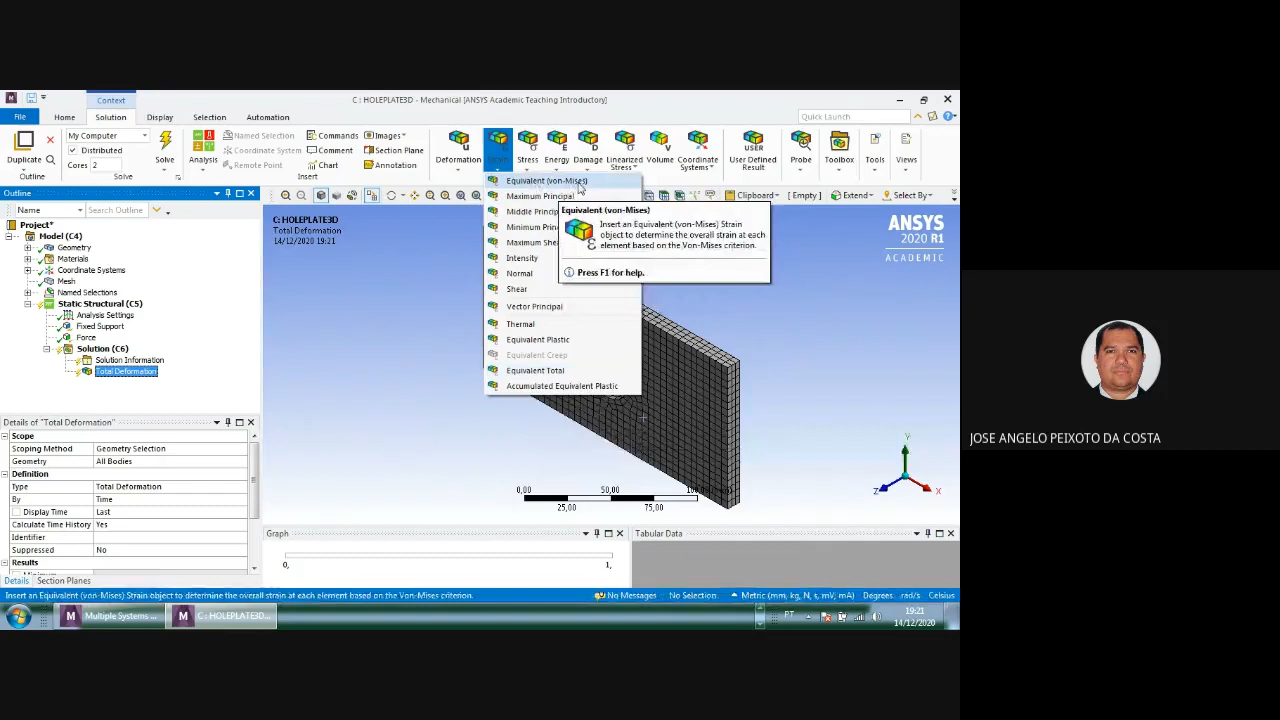 Context
C : HOLEPLATE3D - Mechanical [ANSYS Academic Teaching Introductory]
File
Home
Solution
Display
Selection
Automation
Quick Launch
Duplicate
Outline
My Computer
Distributed
Cores 2
Solve
Solve
Analysis
Named Selection
Coordinate System
Remote Point
Commands
Comment
Chart
Images
Section Plane
Annotation
Insert
Deformation
Stress
Energy
Damage
Linearized Stress
Volume
Coordinate Systems
User Defined Result
Probe
Toolbox
Tools
Views
Outline
Clipboard
[ Empty ]
Extend
Select By
Name
Search Outline
Project*
Model (C4)
Geometry
Materials
Coordinate Systems
Mesh
Named Selections
Static Structural (C5)
Analysis Settings
Fixed Support
Force
Solution (C6)
Solution Information
Total Deformation
C: HOLEPLATE3D
Total Deformation
14/12/2020 19:21
Equivalent (von-Mises)
Maximum Principal
Middle Princip
Minimum Prin
Maximum She
Intensity
Normal
Shear
Vector Principal
Thermal
Equivalent Plastic
Equivalent Creep
Equivalent Total
Accumulated Equivalent Plastic
Equivalent (von-Mises)
Insert an Equivalent (von-Mises) Strain
object to determine the overall strain at each
element based on the Von-Mises criterion.
Press F1 for help.
ANSYS
2020 R1
ACADEMIC
0,00
50,00
25,00
75,00
Y
Z
X
Details of "Total Deformation"
Scope
Scoping Method Geometry Selection
Geometry All Bodies
Definition
Type Total Deformation
By Time
Display Time Last
Calculate Time History Yes
Identifier
Suppressed No
Results
Details
Section Planes
Graph
0,
1,
Tabular Data
Insert an Equivalent (von-Mises) Strain object to determine the overall strain at each element based on the Von-Mises criterion.
No Messages
No Selection
Metric (mm, kg, N, s, mV, mA)
Degrees
rad/s
Celsius
Multiple Systems ...
C : HOLEPLATE3D...
PT
19:21
14/12/2020
JOSE ANGELO PEIXOTO DA COSTA